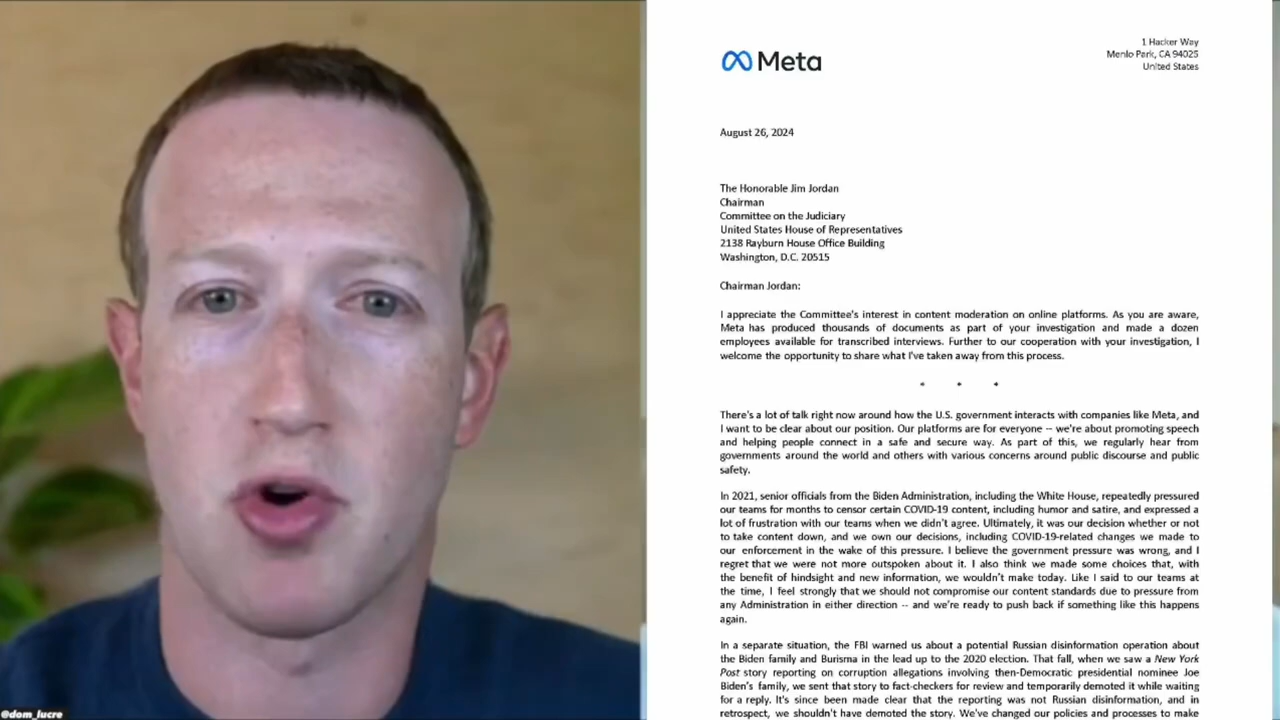 Meta
1 Hacker Way
Menlo Park, CA 94025
United States
August 26, 2024
The Honorable Jim Jordan
Chairman
Committee on the Judiciary
United States House of Representatives
2138 Rayburn House Office Building
Washington, D.C. 20515
Chairman Jordan:
I appreciate the Committee's interest in content moderation on online platforms. As you are aware,
Meta has produced thousands of documents as part of your investigation and made a dozen
employees available for transcribed interviews. Further to our cooperation with your investigation, I
welcome the opportunity to share what I've taken away from this process.
* * *
There's a lot of talk right now around how the U.S. government interacts with companies like Meta, and
I want to be clear about our position. Our platforms are for everyone -- we're about promoting speech
and helping people connect in a safe and secure way. As part of this, we regularly hear from
governments around the world and others with various concerns around public discourse and public
safety.
In 2021, senior officials from the Biden Administration, including the White House, repeatedly pressured
our teams for months to censor certain COVID-19 content, including humor and satire, and expressed a
lot of frustration with our teams when we didn't agree. Ultimately, it was our decision whether or not
to take content down, and we own our decisions, including COVID-19-related changes we made to
our enforcement in the wake of this pressure. I believe the government pressure was wrong, and I
regret that we were not more outspoken about it. I also think we made some choices that, with
the benefit of hindsight and new information, we wouldn't make today. Like I said to our teams at
the time, I feel strongly that we should not compromise our content standards due to pressure from
any Administration in either direction -- and we're ready to push back if something like this happens
again.
In a separate situation, the FBI warned us about a potential Russian disinformation operation about
the Biden family and Burisma in the lead up to the 2020 election. That fall, when we saw a New York
Post story reporting on corruption allegations involving then-Democratic presidential nominee Joe
Biden's family, we sent that story to fact-checkers for review and temporarily demoted it while waiting
for a reply. It's since been made clear that the reporting was not Russian disinformation, and in
retrospect, we shouldn't have demoted the story. We've changed our policies and processes to make
@dom_lucre